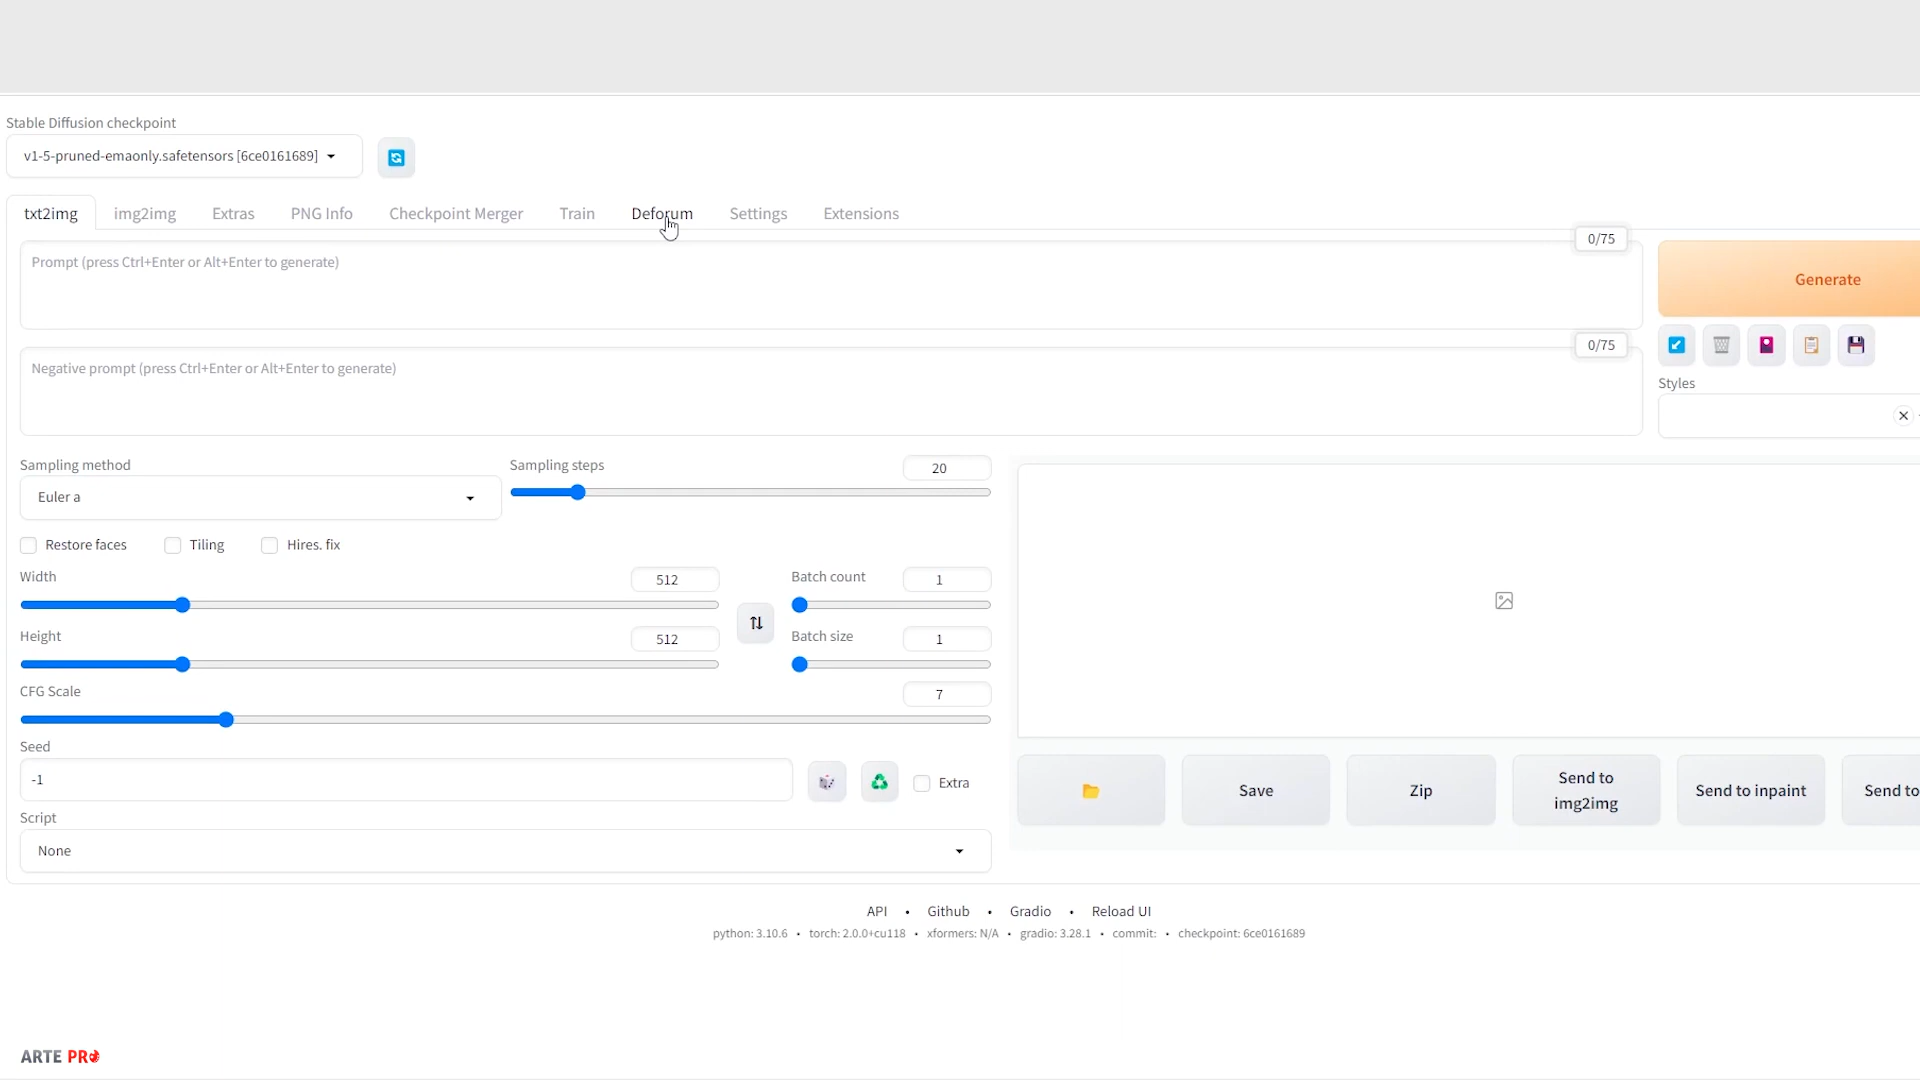 Stable Diffusion checkpoint
v1-5-pruned-emaonly.safetensors [6ce0161689]
txt2img img2img Extras PNG Info Checkpoint Merger Train Deforum Settings Extensions
0/75
Prompt (press Ctrl+Enter or Alt+Enter to generate)
Generate
0/75
Negative prompt (press Ctrl+Enter or Alt+Enter to generate)
Styles
Sampling method
Euler a
Sampling steps
20
Restore faces Tiling Hires. fix
Width
512
Batch count
1
Height
512
Batch size
1
CFG Scale
7
Seed
-1
Extra
Script
None
Save
Zip
Send to
img2img
Send to inpaint
Send to
API • Github • Gradio • Reload UI
python: 3.10.6 • torch: 2.0.0+cu118 • xformers: N/A • gradio: 3.28.1 • commit: • checkpoint: 6ce0161689
ARTE PRO